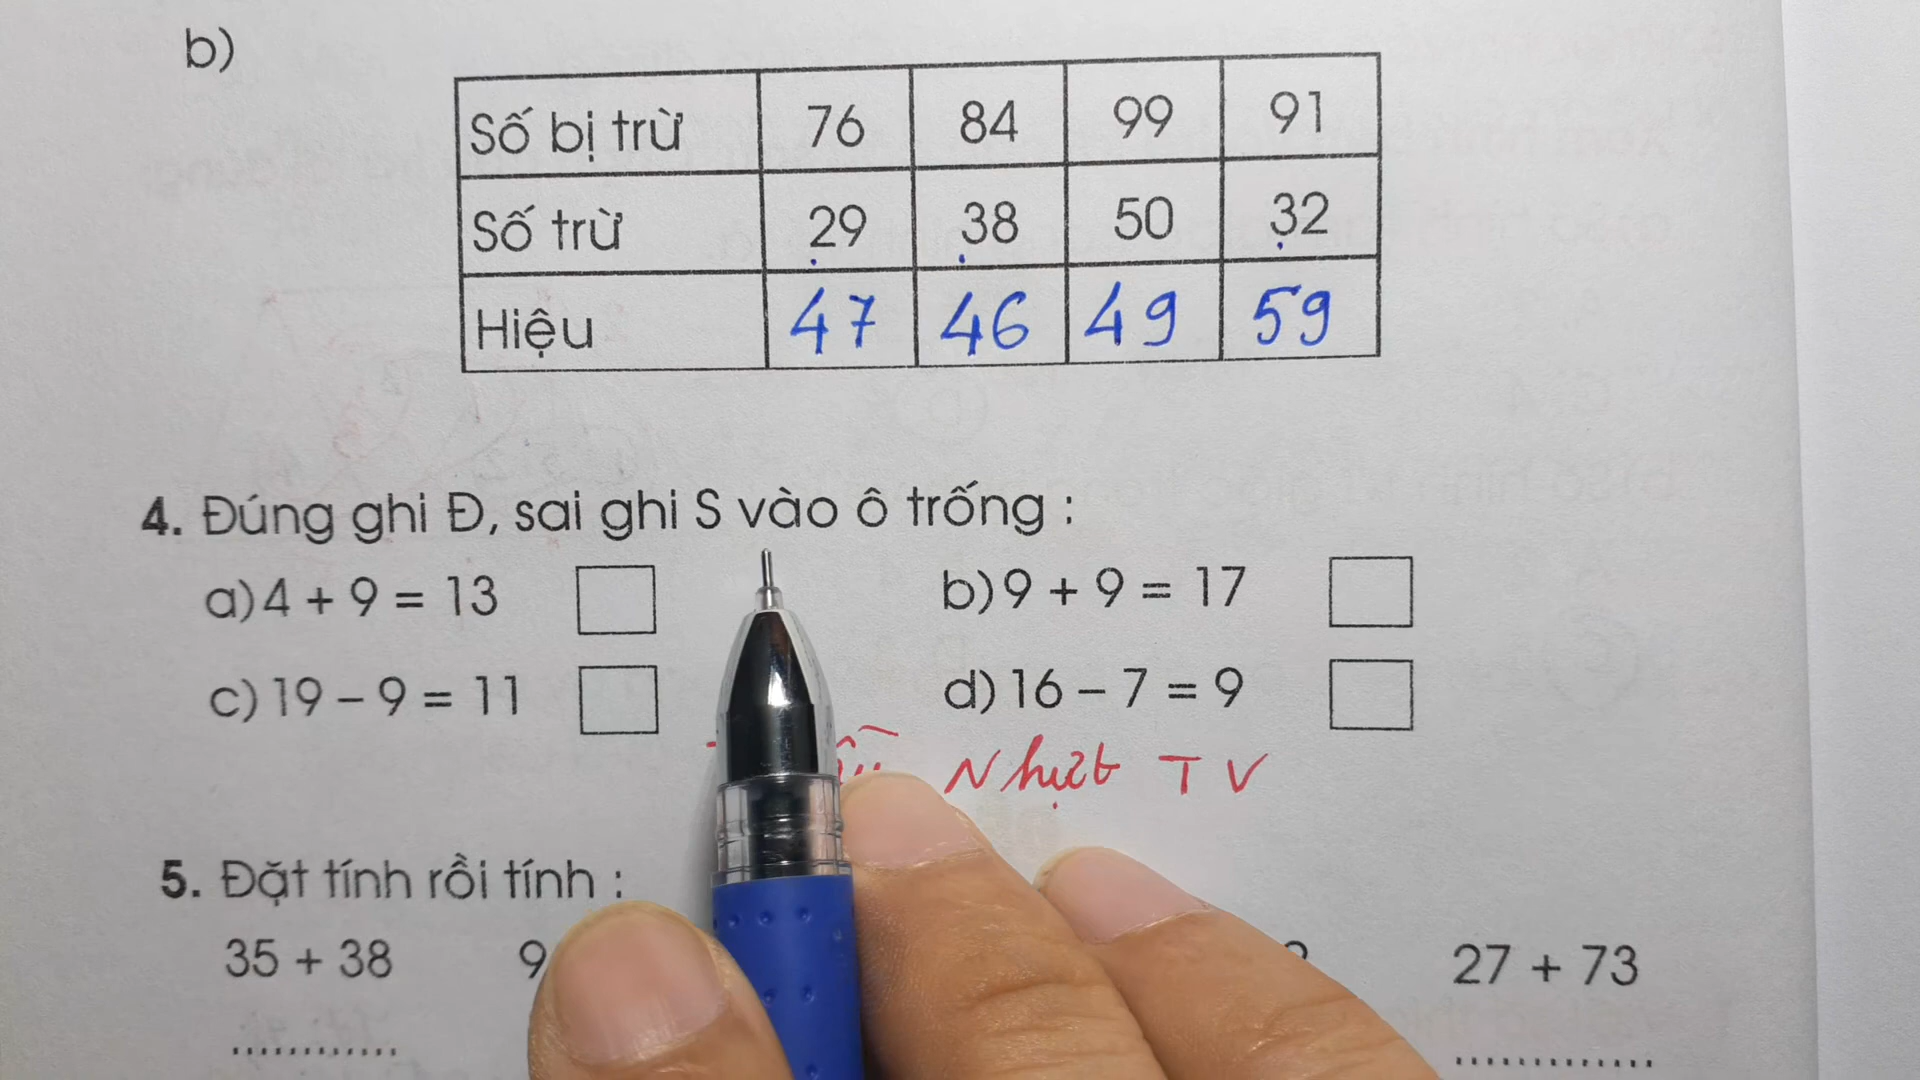 b)
Số bị trừ 76 84 99 91
Số trừ 29 38 50 32
Hiệu 47 46 49 59
4. Đúng ghi Đ, sai ghi S vào ô trống :
a) 4 + 9 = 13 b) 9 + 9 = 17
c) 19 – 9 = 11 d) 16 – 7 = 9
Nhựt TV
5. Đặt tính rồi tính :
35 + 38 9 27 + 73